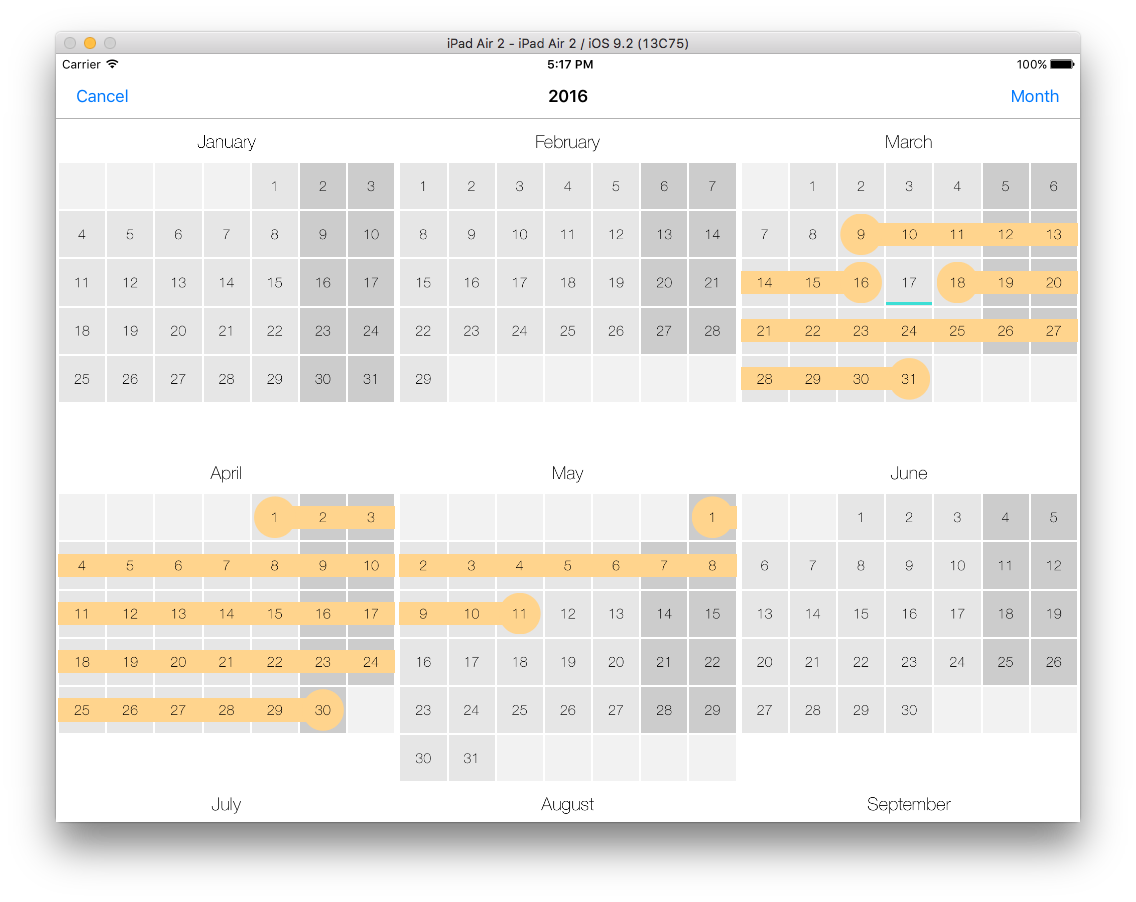 iPad Air 2 - iPad Air 2 / iOS 9.2 (13C75)
Carrier 5:17 PM 100%
Cancel 2016 Month
January February March
1 2 3 1 2 3 4 5 6 7 1 2 3 4 5 6
4 5 6 7 8 9 10 8 9 10 11 12 13 14 7 8 9 10 11 12 13
11 12 13 14 15 16 17 15 16 17 18 19 20 21 14 15 16 17 18 19 20
18 19 20 21 22 23 24 22 23 24 25 26 27 28 21 22 23 24 25 26 27
25 26 27 28 29 30 31 29 28 29 30 31
April May June
1 2 3 1 1 2 3 4 5
4 5 6 7 8 9 10 2 3 4 5 6 7 8 6 7 8 9 10 11 12
11 12 13 14 15 16 17 9 10 11 12 13 14 15 13 14 15 16 17 18 19
18 19 20 21 22 23 24 16 17 18 19 20 21 22 20 21 22 23 24 25 26
25 26 27 28 29 30 23 24 25 26 27 28 29 27 28 29 30
30 31
July August September